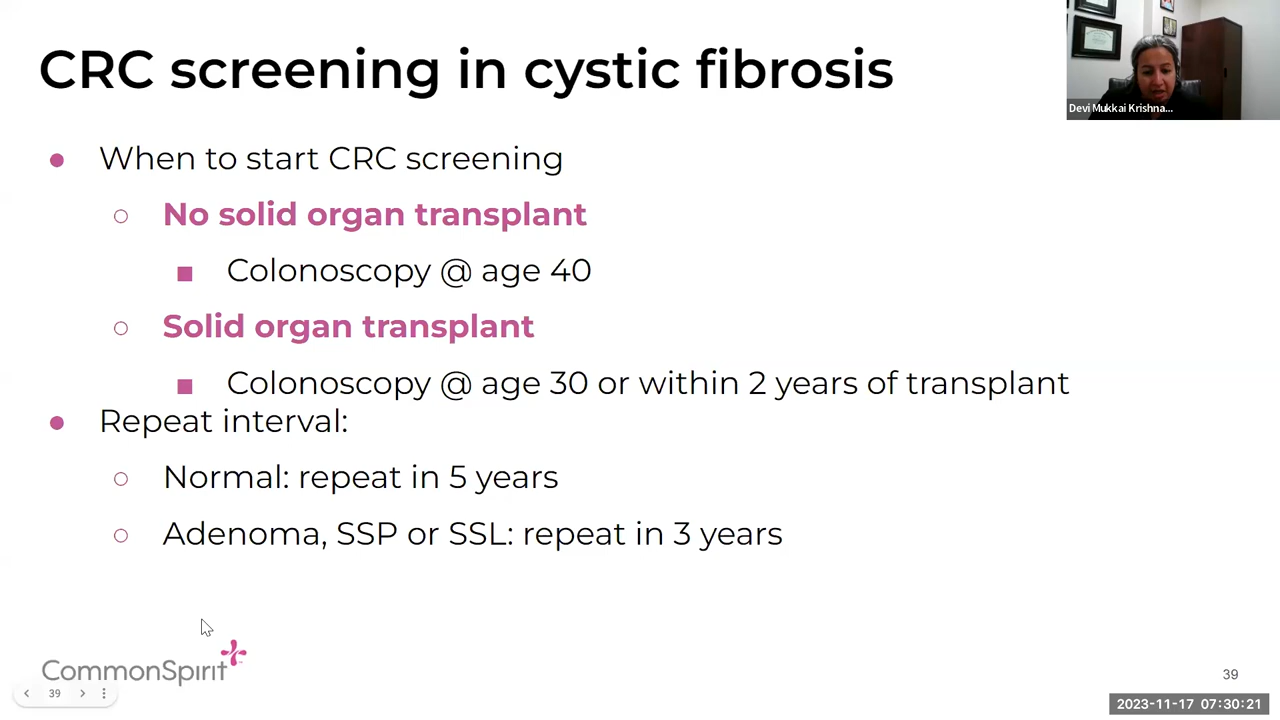 CRC screening in cystic fibrosis
Devi Mukkai Krishna...
● When to start CRC screening
○ No solid organ transplant
■ Colonoscopy @ age 40
○ Solid organ transplant
■ Colonoscopy @ age 30 or within 2 years of transplant
● Repeat interval:
○ Normal: repeat in 5 years
○ Adenoma, SSP or SSL: repeat in 3 years
CommonSpirit
39
39
2023-11-17 07:30:21